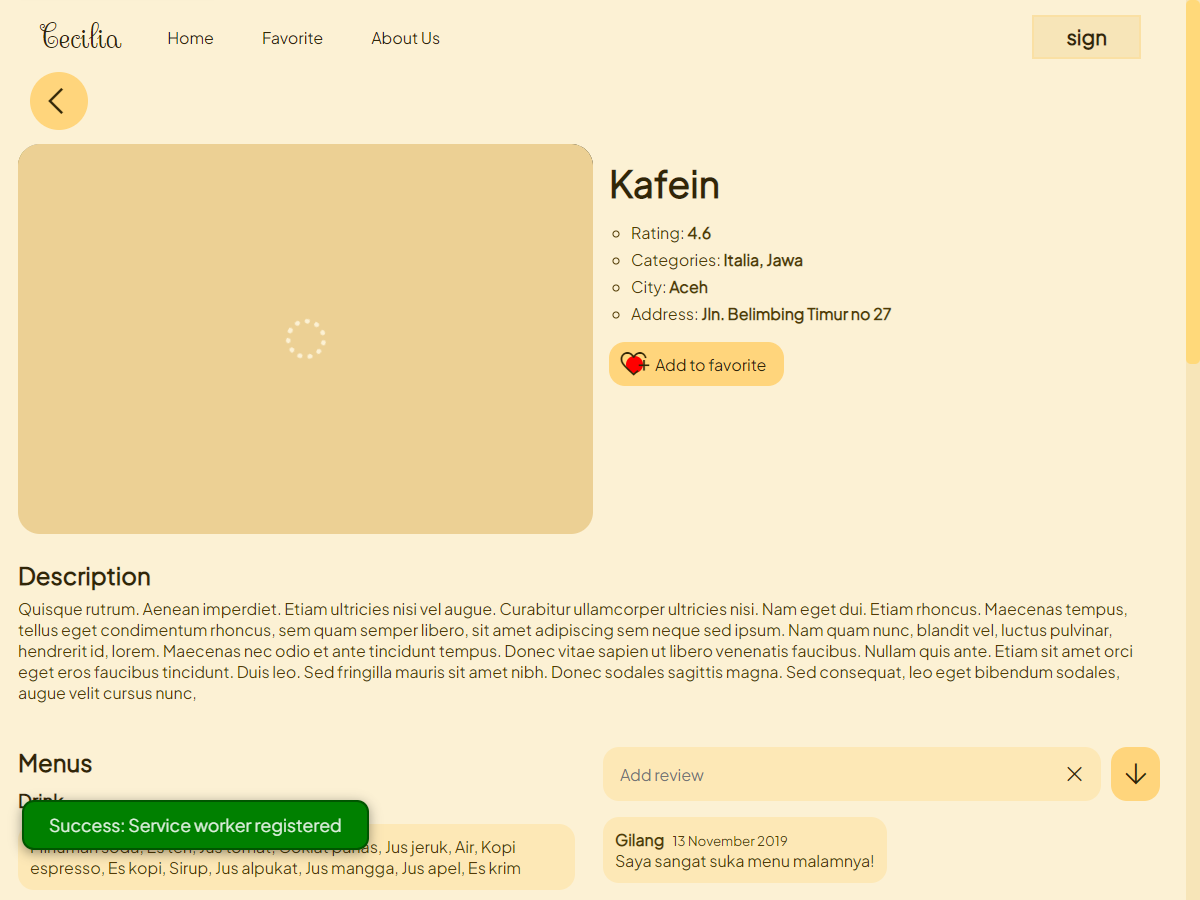 Cecilia
Home
Favorite
About Us
sign
Kafein
Rating: 4.6
Categories: Italia, Jawa
City: Aceh
Address: Jln. Belimbing Timur no 27
Add to favorite
Description
Quisque rutrum. Aenean imperdiet. Etiam ultricies nisi vel augue. Curabitur ullamcorper ultricies nisi. Nam eget dui. Etiam rhoncus. Maecenas tempus,
tellus eget condimentum rhoncus, sem quam semper libero, sit amet adipiscing sem neque sed ipsum. Nam quam nunc, blandit vel, luctus pulvinar,
hendrerit id, lorem. Maecenas nec odio et ante tincidunt tempus. Donec vitae sapien ut libero venenatis faucibus. Nullam quis ante. Etiam sit amet orci
eget eros faucibus tincidunt. Duis leo. Sed fringilla mauris sit amet nibh. Donec sodales sagittis magna. Sed consequat, leo eget bibendum sodales,
augue velit cursus nunc,
Menus
Drink
Success: Service worker registered
Jus jeruk, Air, Kopi
espresso, Es kopi, Sirup, Jus alpukat, Jus mangga, Jus apel, Es krim
Add review
Gilang 13 November 2019
Saya sangat suka menu malamnya!